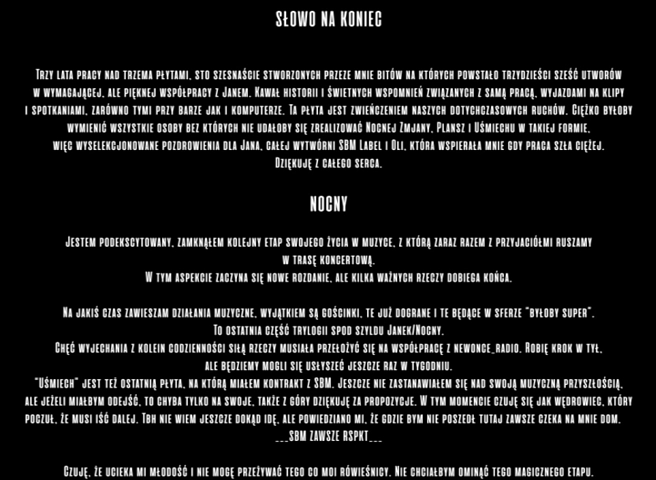 SŁOWO NA KONIEC
TRZY LATA PRACY NAD TRZEMA PŁYTAMI, STO SZESNAŚCIE STWORZONYCH PRZEZE MNIE BITÓW NA KTÓRYCH POWSTAŁO TRZYDZIEŚCI SZEŚĆ UTWORÓW
W WYMAGAJĄCEJ, ALE PIĘKNEJ WSPÓŁPRACY Z JANEM. KAWAŁ HISTORII I ŚWIETNYCH WSPOMNIEŃ ZWIĄZANYCH Z SAMĄ PRACĄ, WYJAZDAMI NA KLIPY
I SPOTKANIAMI, ZARÓWNO TYMI PRZY BARZE JAK I KOMPUTERZE. TA PŁYTA JEST ZWIEŃCZENIEM NASZYCH DOTYCHCZASOWYCH RUCHÓW. CIĘŻKO BYŁOBY
WYMIENIĆ WSZYSTKIE OSOBY BEZ KTÓRYCH NIE UDAŁOBY SIĘ ZREALIZOWAĆ NOCNEJ ZMJANY, PLANSZ I UŚMIECHU W TAKIEJ FORMIE,
WIĘC WYSELEKCJONOWANE POZDROWIENIA DLA JANA, CAŁEJ WYTWÓRNI SBM LABEL I OLI, KTÓRA WSPIERAŁA MNIE GDY PRACA SZŁA CIĘŻEJ.
DZIĘKUJĘ Z CAŁEGO SERCA.
NOCNY
JESTEM PODEKSCYTOWANY, ZAMKNĄŁEM KOLEJNY ETAP SWOJEGO ŻYCIA W MUZYCE, Z KTÓRĄ ZARAZ RAZEM Z PRZYJACIÓŁMI RUSZAMY
W TRASĘ KONCERTOWĄ.
W TYM ASPEKCIE ZACZYNA SIĘ NOWE ROZDANIE, ALE KILKA WAŻNYCH RZECZY DOBIEGA KOŃCA.
NA JAKIŚ CZAS ZAWIESZAM DZIAŁANIA MUZYCZNE, WYJĄTKIEM SĄ GOŚCINKI, TE JUŻ DOGRANE I TE BĘDĄCE W SFERZE "BYŁOBY SUPER".
TO OSTATNIA CZĘŚĆ TRYLOGII SPOD SZYLDU JANEK/NOCNY.
CHĘĆ WYJECHANIA Z KOLEIN CODZIENNOŚCI SIŁĄ RZECZY MUSIAŁA PRZEŁOŻYĆ SIĘ NA WSPÓŁPRACĘ Z NEWONCE.RADIO. ROBIĘ KROK W TYŁ,
ALE BĘDZIEMY MOGLI SIĘ USŁYSZEĆ JESZCZE RAZ W TYGODNIU.
"UŚMIECH" JEST TEŻ OSTATNIĄ PŁYTĄ, NA KTÓRĄ MIAŁEM KONTRAKT Z SBM. JESZCZE NIE ZASTANAWIAŁEM SIĘ NAD SWOJĄ MUZYCZNĄ PRZYSZŁOŚCIĄ,
ALE JEŻELI MIAŁBYM ODEJŚĆ, TO CHYBA TYLKO NA SWOJE, TAKŻE Z GÓRY DZIĘKUJĘ ZA PROPOZYCJE. W TYM MOMENCIE CZUJĘ SIĘ JAK WĘDROWIEC, KTÓRY
POCZUŁ, ŻE MUSI IŚĆ DALEJ. TBH NIE WIEM JESZCZE DOKĄD IDĘ, ALE POWIEDZIANO MI, ŻE GDZIE BYM NIE POSZEDŁ TUTAJ ZAWSZE CZEKA NA MNIE DOM.
___SBM ZAWSZE RSPKT___
CZUJĘ, ŻE UCIEKA MI MŁODOŚĆ I NIE MOGĘ PRZEŻYWAĆ TEGO CO MOI RÓWIEŚNICY. NIE CHCIAŁBYM OMINĄĆ TEGO MAGICZNEGO ETAPU.